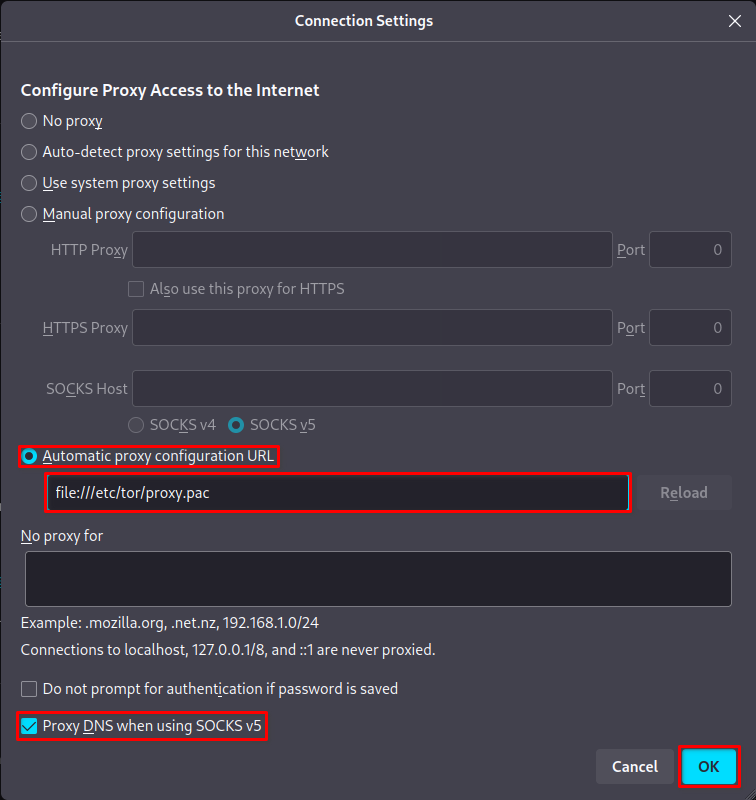 Connection Settings
Configure Proxy Access to the Internet
No proxy
Auto-detect proxy settings for this network
Use system proxy settings
Manual proxy configuration
HTTP Proxy Port 0
Also use this proxy for HTTPS
HTTPS Proxy Port 0
SOCKS Host Port 0
SOCKS v4 SOCKS v5
Automatic proxy configuration URL
file:///etc/tor/proxy.pac Reload
No proxy for
Example: .mozilla.org, .net.nz, 192.168.1.0/24
Connections to localhost, 127.0.0.1/8, and ::1 are never proxied.
Do not prompt for authentication if password is saved
Proxy DNS when using SOCKS v5
Cancel OK